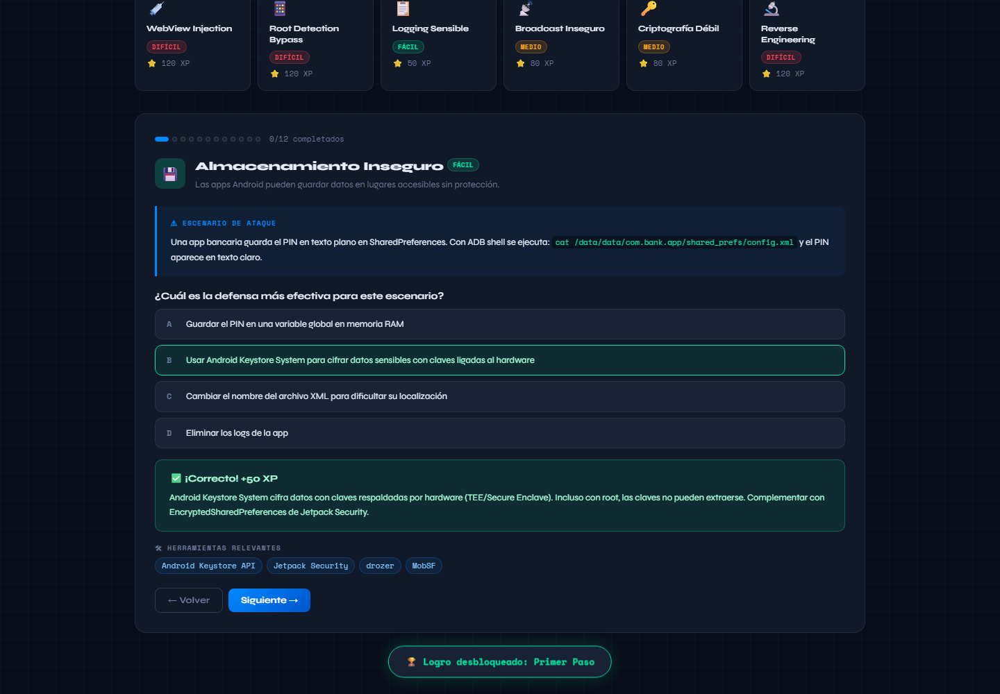 WebView Injection
DIFÍCIL
120 XP
Root Detection
Bypass
DIFÍCIL
120 XP
Logging Sensible
FÁCIL
50 XP
Broadcast Inseguro
MEDIO
80 XP
Criptografía Débil
MEDIO
80 XP
Reverse
Engineering
DIFÍCIL
120 XP
0/12 completados
Almacenamiento Inseguro FÁCIL
Las apps Android pueden guardar datos en lugares accesibles sin protección.
⚠ ESCENARIO DE ATAQUE
Una app bancaria guarda el PIN en texto plano en SharedPreferences. Con ADB shell se ejecuta: cat /data/data/com.bank.app/shared_prefs/config.xml y el PIN
aparece en texto claro.
¿Cuál es la defensa más efectiva para este escenario?
A Guardar el PIN en una variable global en memoria RAM
B Usar Android Keystore System para cifrar datos sensibles con claves ligadas al hardware
C Cambiar el nombre del archivo XML para dificultar su localización
D Eliminar los logs de la app
✅ ¡Correcto! +50 XP
Android Keystore System cifra datos con claves respaldadas por hardware (TEE/Secure Enclave). Incluso con root, las claves no pueden extraerse. Complementar con
EncryptedSharedPreferences de Jetpack Security.
🛠 HERRAMIENTAS RELEVANTES
Android Keystore API Jetpack Security drozer MobSF
← Volver Siguiente →
🏆 Logro desbloqueado: Primer Paso